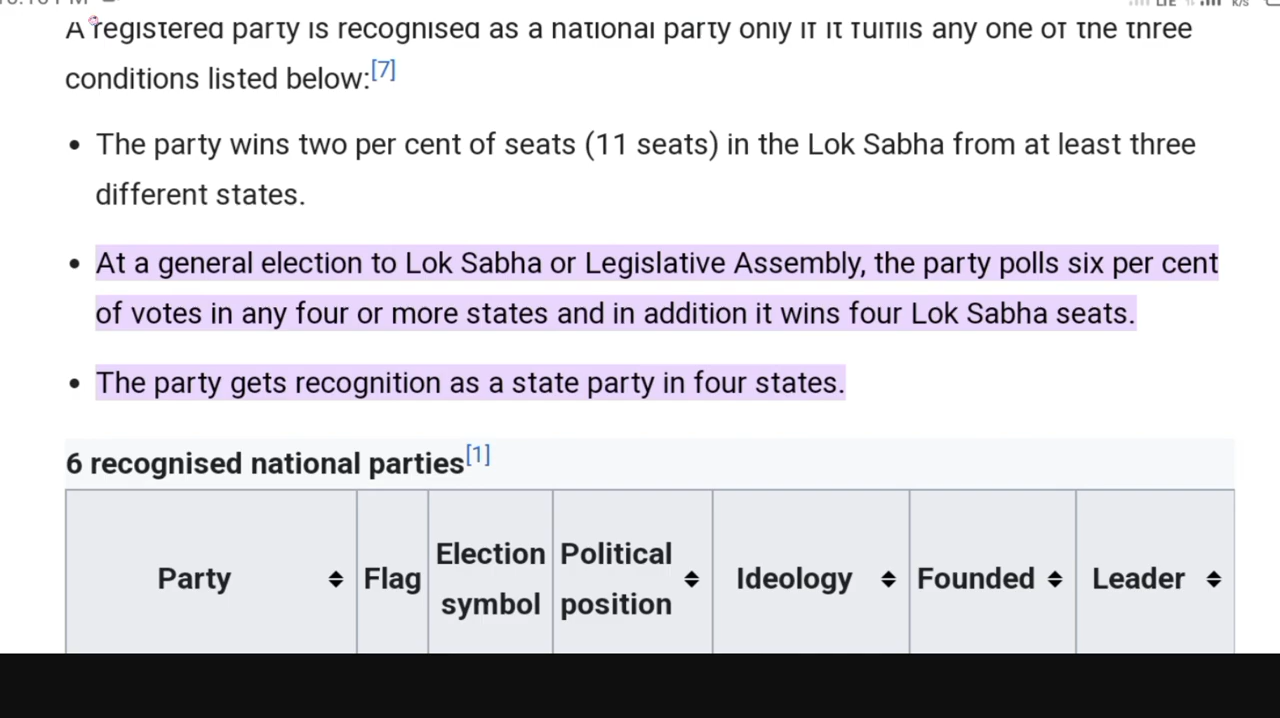 A registered party is recognised as a national party only if it fulfils any one of the three
conditions listed below:[7]
• The party wins two per cent of seats (11 seats) in the Lok Sabha from at least three
different states.
• At a general election to Lok Sabha or Legislative Assembly, the party polls six per cent
of votes in any four or more states and in addition it wins four Lok Sabha seats.
• The party gets recognition as a state party in four states.
6 recognised national parties[1]
Party Flag Election symbol Political position Ideology Founded Leader